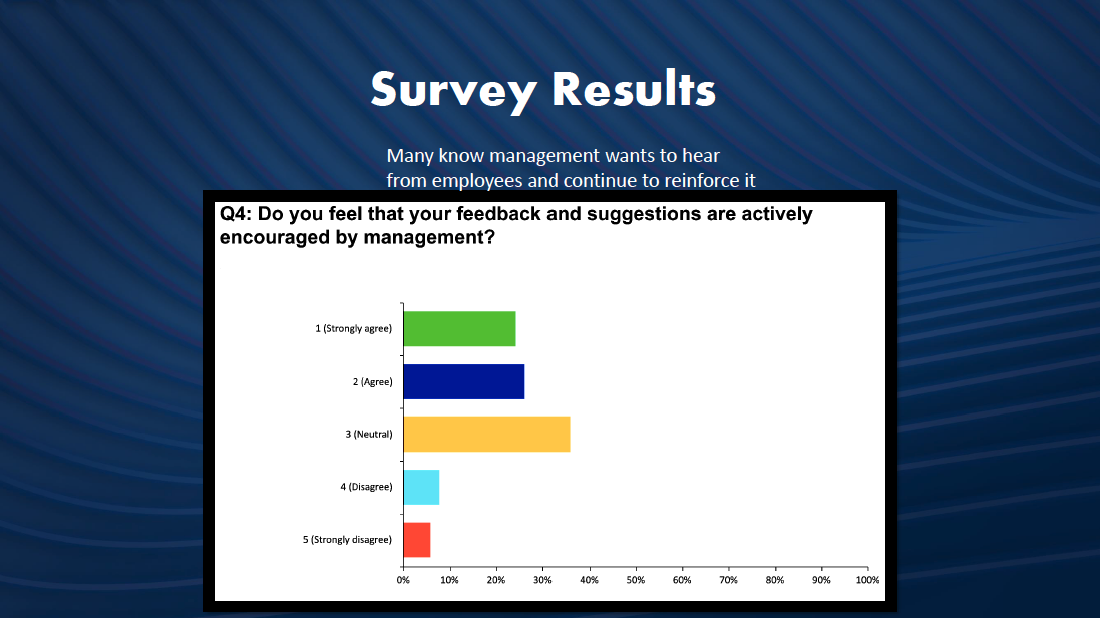 Survey Results
Many know management wants to hear
from employees and continue to reinforce it
Q4: Do you feel that your feedback and suggestions are actively
encouraged by management?
1 (Strongly agree)
2 (Agree)
3 (Neutral)
4 (Disagree)
5 (Strongly disagree)
0% 10% 20% 30% 40% 50% 60% 70% 80% 90% 100%